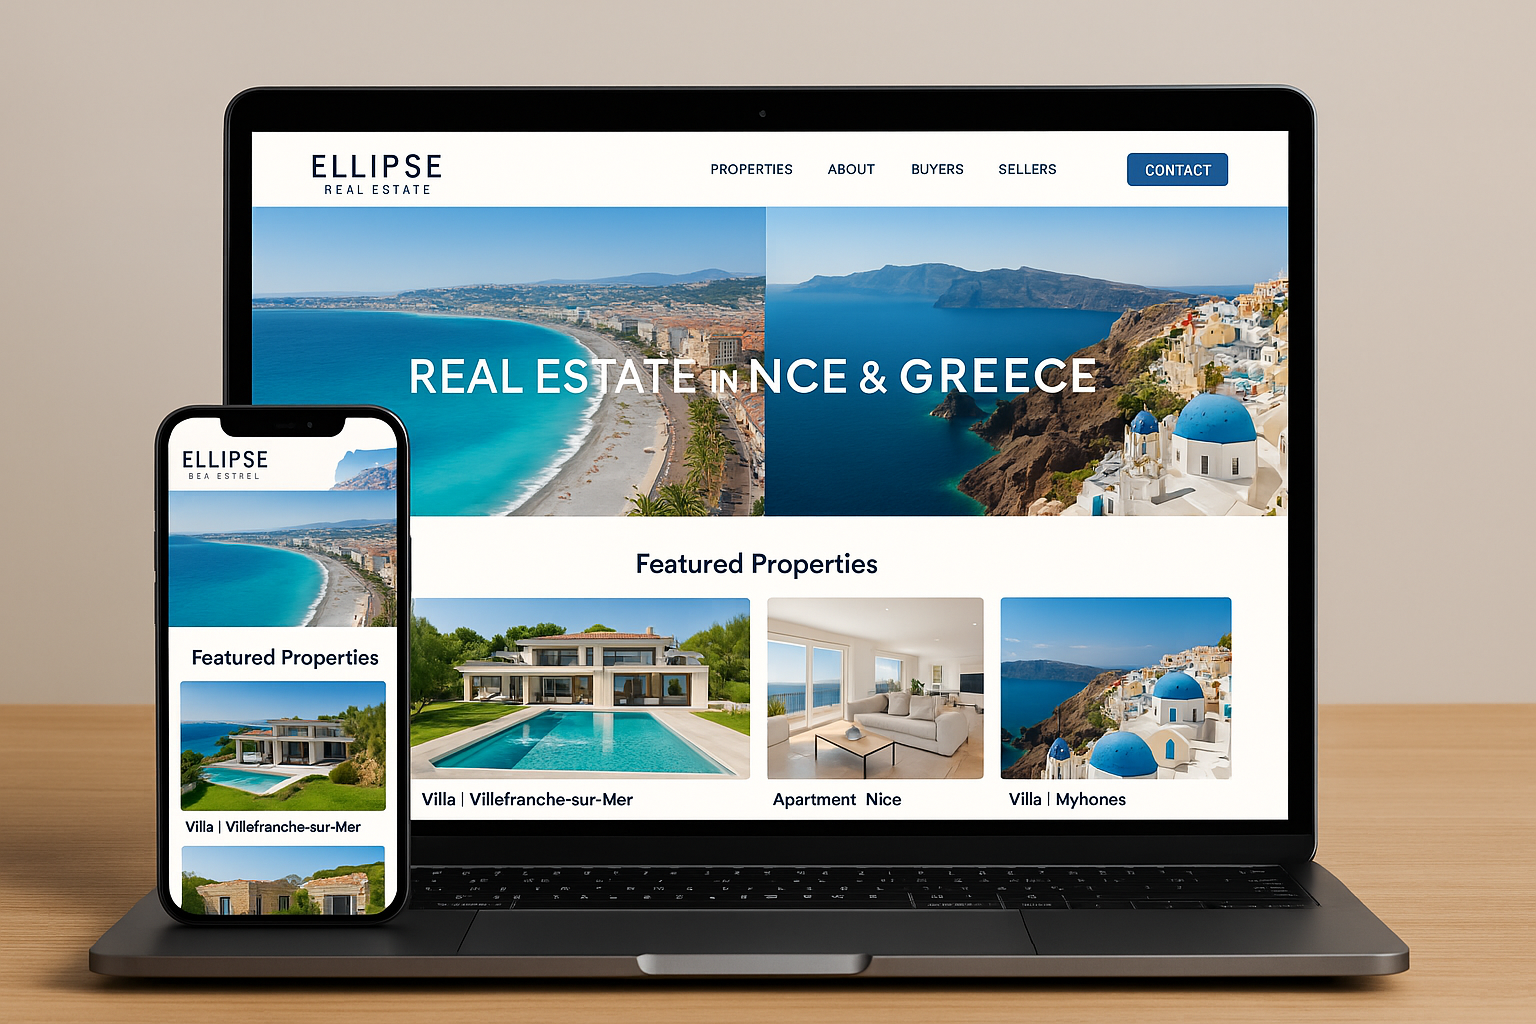 ELLIPSE
REAL ESTATE
PROPERTIES ABOUT BUYERS SELLERS CONTACT
REAL ESTATE IN NCE & GREECE
Featured Properties
Villa | Villefranche-sur-Mer
Apartment Nice
Villa | Myhones
ELLIPSE
BEA ESTREL
Featured Properties
Villa | Villefranche-sur-Mer